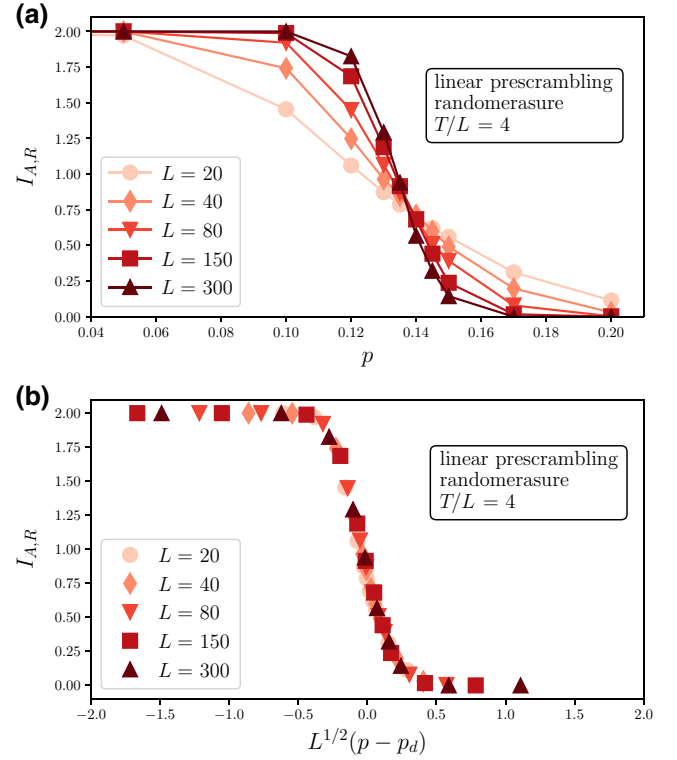 (a)
2.00
1.75
1.50
1.25
1.00
0.75
0.50
0.25
0.00
I_{A,R}
linear prescrambling
randomerasure
T/L = 4
L = 20
L = 40
L = 80
L = 150
L = 300
0.04 0.06 0.08 0.10 0.12 0.14 0.16 0.18 0.20
p
(b)
2.00
1.75
1.50
1.25
1.00
0.75
0.50
0.25
0.00
I_{A,R}
linear prescrambling
randomerasure
T/L = 4
L = 20
L = 40
L = 80
L = 150
L = 300
−2.0 −1.5 −1.0 −0.5 0.0 0.5 1.0 1.5 2.0
L^{1/2}(p − p_d)